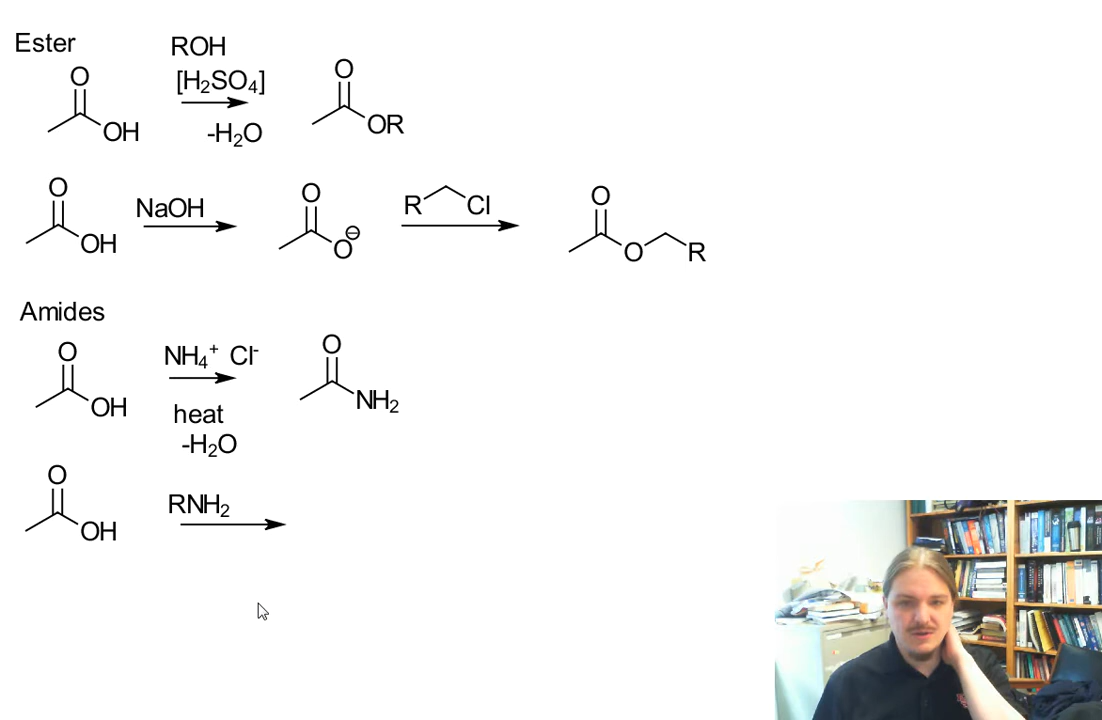 Ester
ROH
[H₂SO₄]
-H₂O
O
OH
O
OR
O
OH
NaOH
O
O⊖
R Cl
O
O R
Amides
O
OH
NH₄⁺ Cl⁻
heat
-H₂O
O
NH₂
O
OH
RNH₂